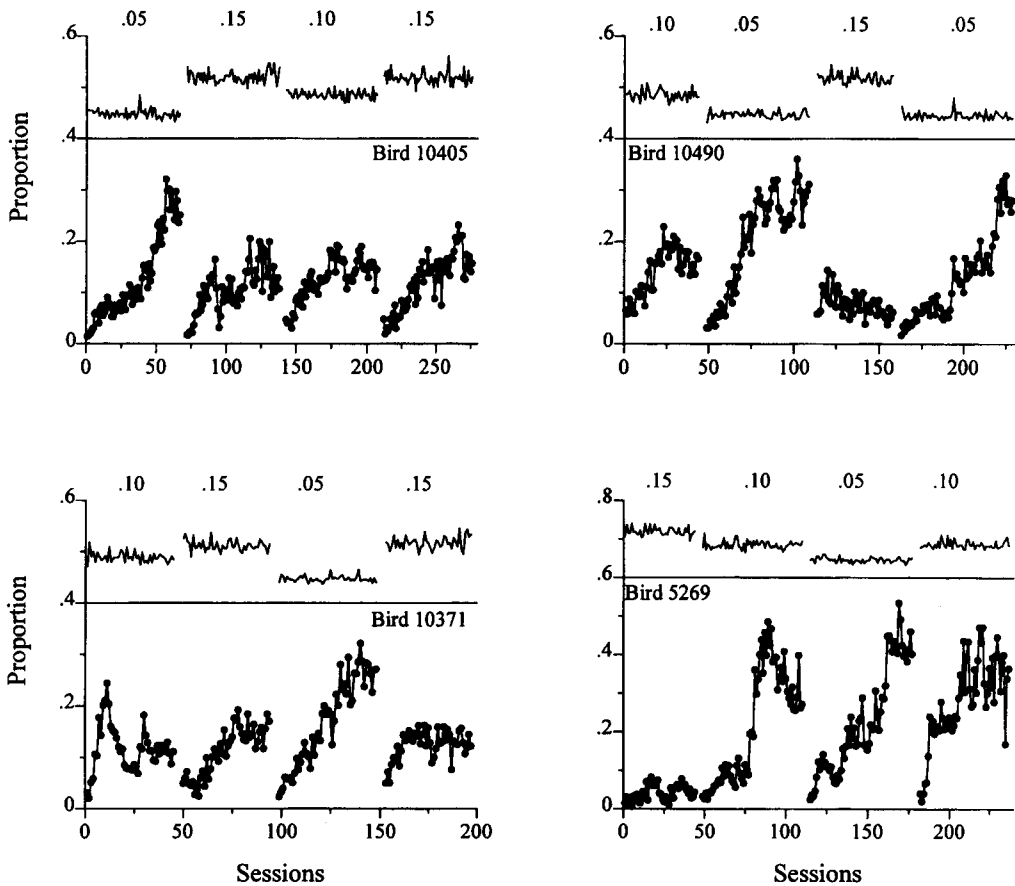 .05 .15 .10 .15
.6
.4
.2
0
Proportion
Bird 10405
0 50 100 150 200 250
.10 .05 .15 .05
.6
.4
.2
0
Bird 10490
0 50 100 150 200
.10 .15 .05 .15
.6
.4
.2
0
Proportion
Bird 10371
0 50 100 150 200
Sessions
.15 .10 .05 .10
.8
.6
.4
.2
0
Bird 5269
0 50 100 150 200
Sessions